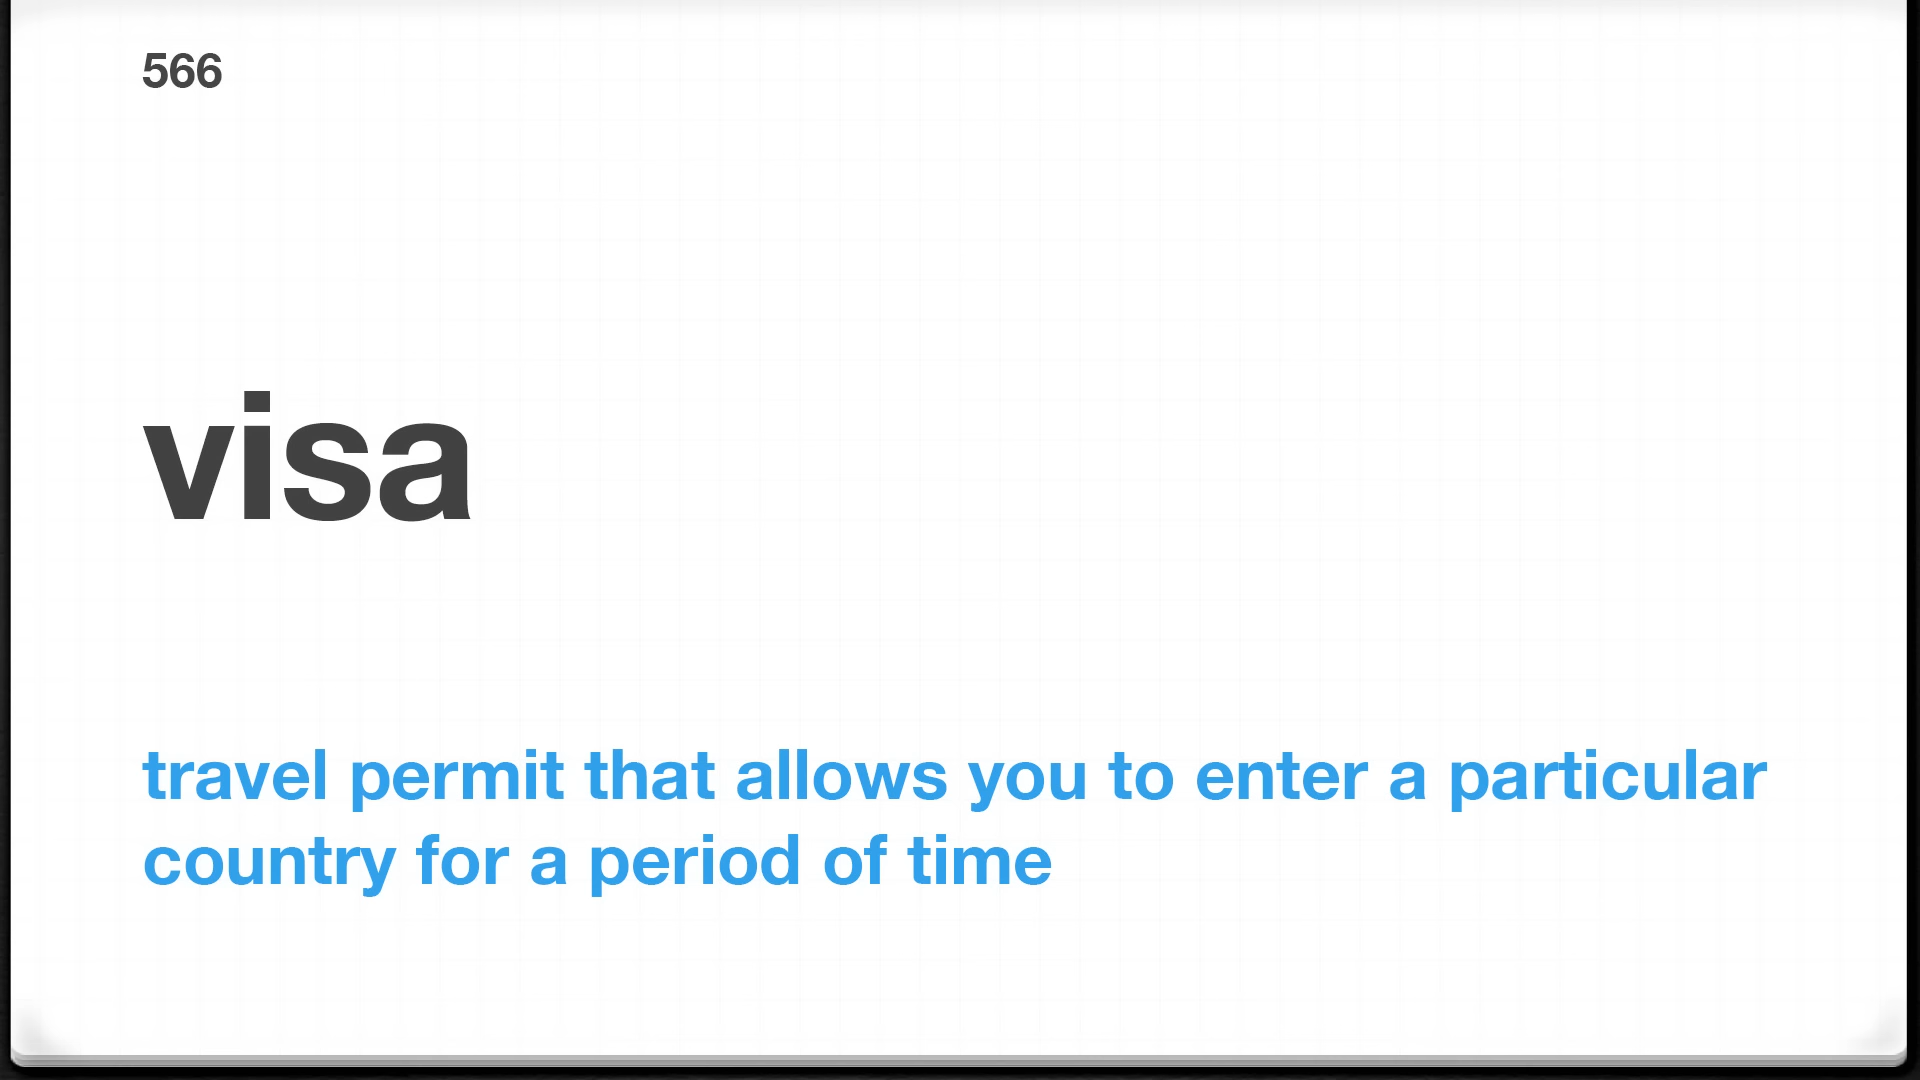 566
visa
travel permit that allows you to enter a particular
country for a period of time